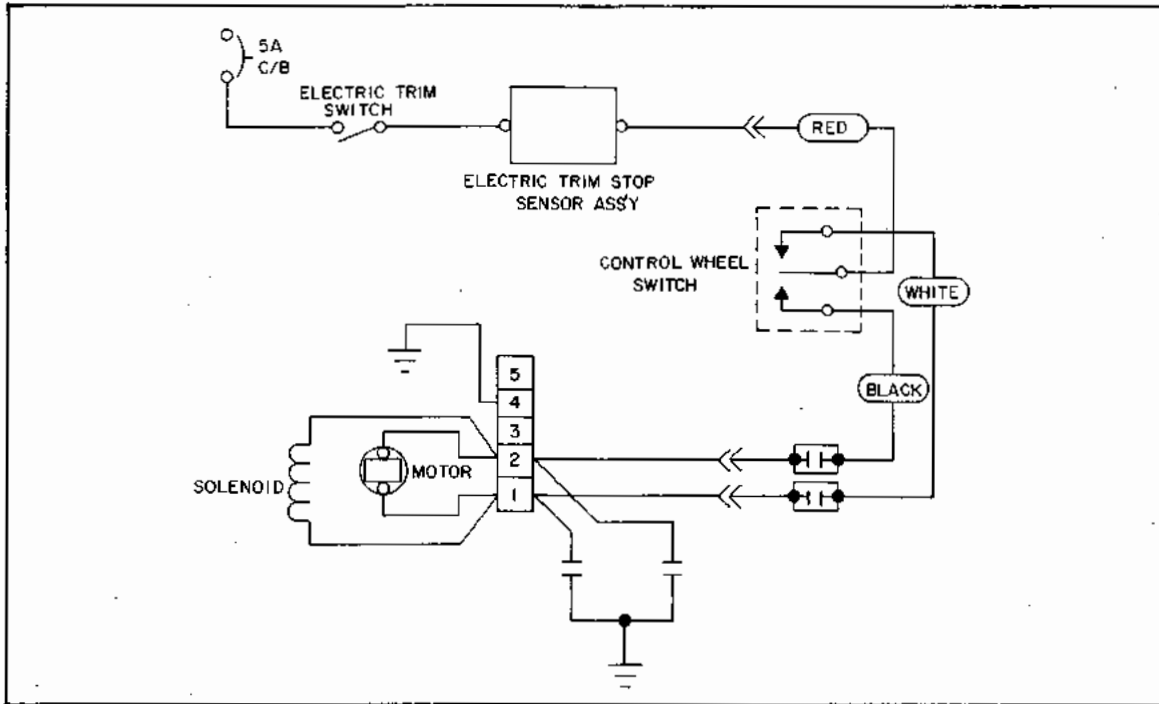 5A
C/B
ELECTRIC TRIM
SWITCH
RED
ELECTRIC TRIM STOP
SENSOR ASS'Y
CONTROL WHEEL
SWITCH
WHITE
BLACK
5
4
3
2
1
MOTOR
SOLENOID